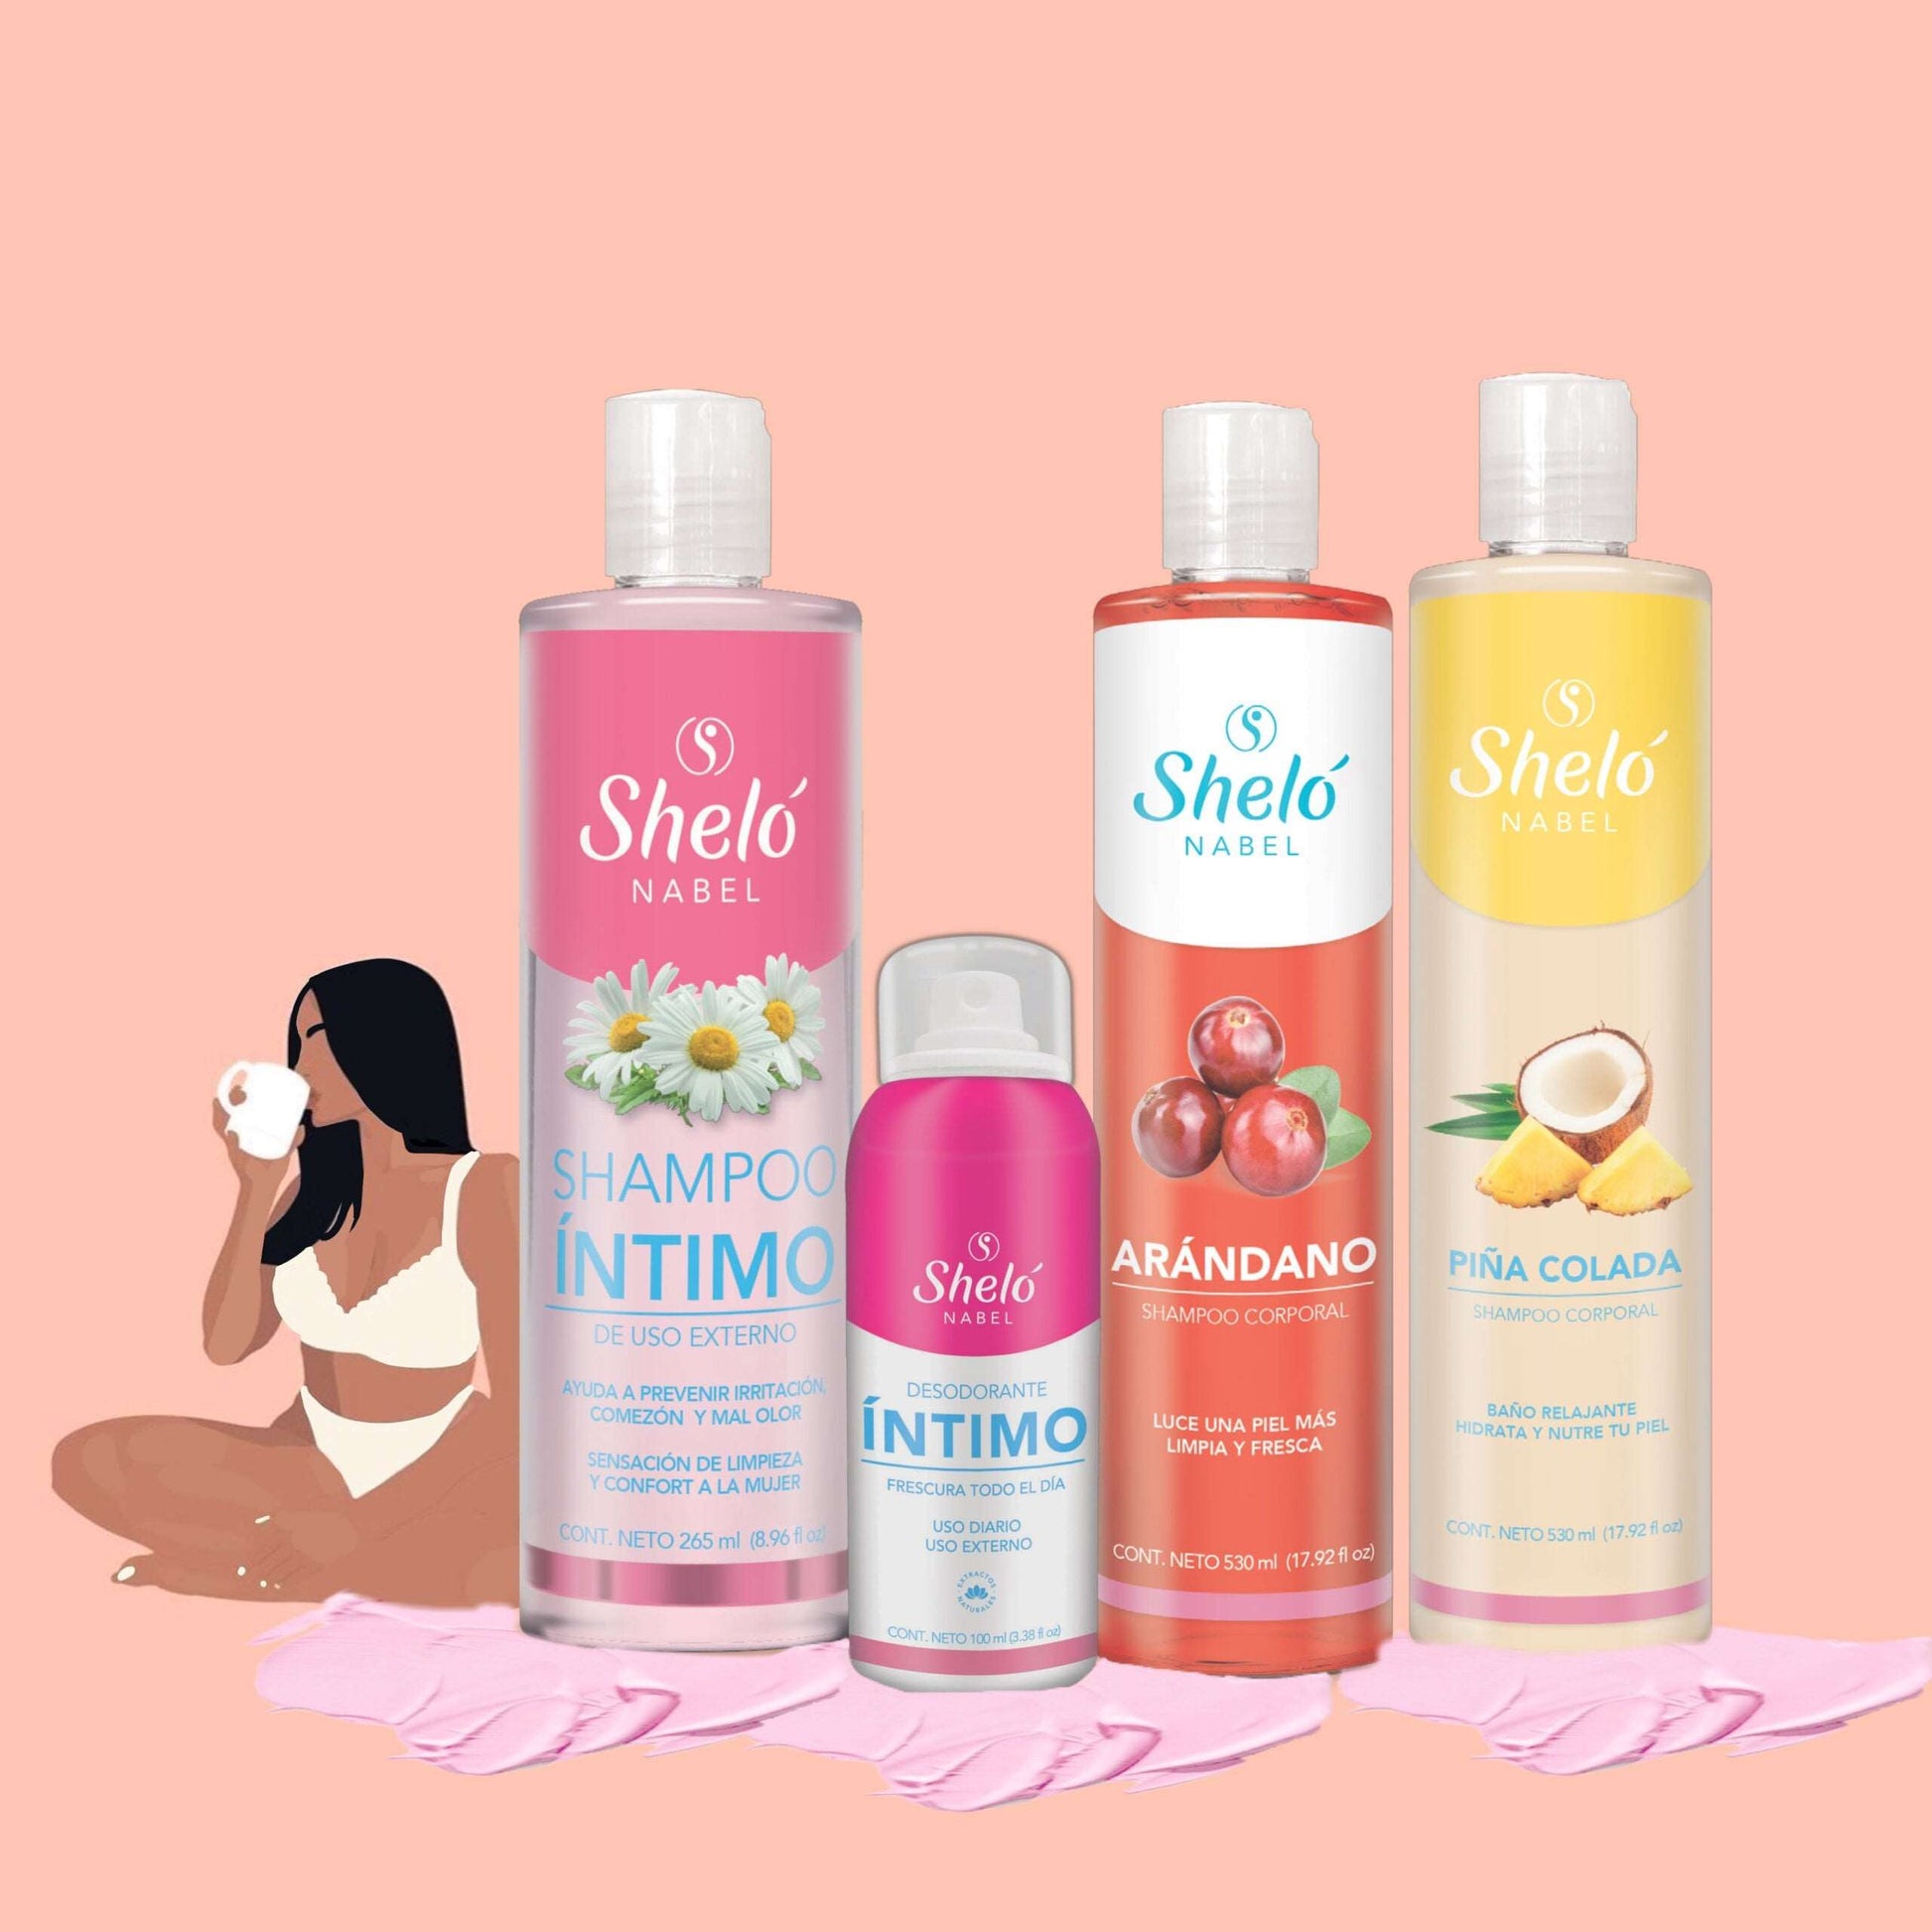 Sheló
NABEL
SHAMPOO
ÍNTIMO
DE USO EXTERNO
AYUDA A PREVENIR IRRITACIÓN,
COMEZÓN Y MAL OLOR
SENSACIÓN DE LIMPIEZA
Y CONFORT A LA MUJER
CONT. NETO 265 ml (8.96 fl oz)
Sheló
NABEL
DESODORANTE
ÍNTIMO
FRESCURA TODO EL DÍA
USO DIARIO
USO EXTERNO
EXTRACTOS
NATURALES
CONT. NETO 100 ml (3.38 fl oz)
Sheló
NABEL
ARÁNDANO
SHAMPOO CORPORAL
LUCE UNA PIEL MÁS
LIMPIA Y FRESCA
CONT. NETO 530 ml (17.92 fl oz)
Sheló
NABEL
PIÑA COLADA
SHAMPOO CORPORAL
BAÑO RELAJANTE
HIDRATA Y NUTRE TU PIEL
CONT. NETO 530 ml (17.92 fl oz)